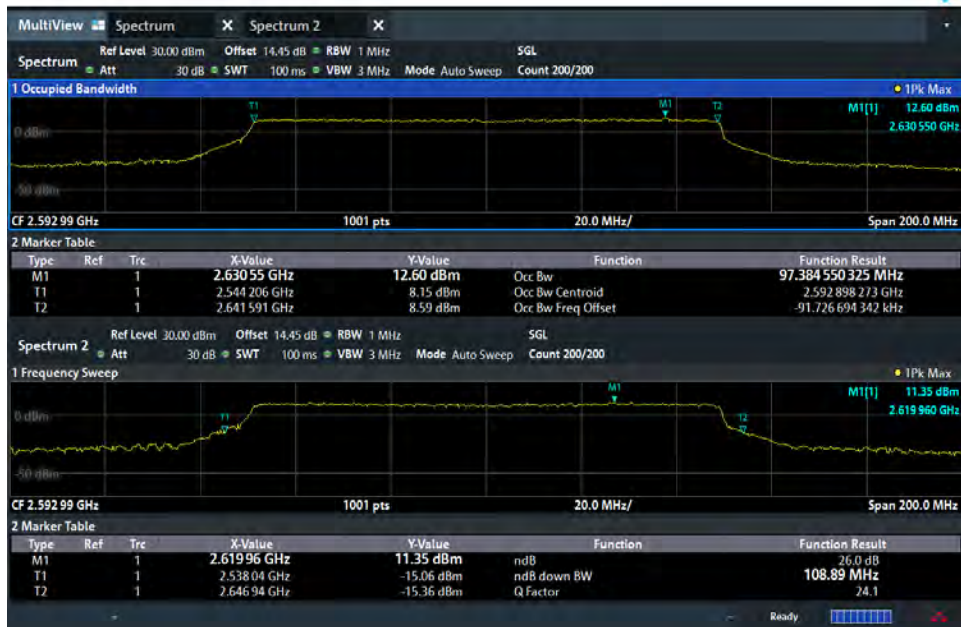 MultiView Spectrum X Spectrum 2 X
Spectrum Ref Level 30.00 dBm Offset 14.45 dB RBW 1 MHz SGL
Att 30 dB SWT 100 ms VBW 3 MHz Mode Auto Sweep Count 200/200
1 Occupied Bandwidth 1Pk Max
T1 M1 T2 M1[1] 12.60 dBm
2.630 550 GHz
0 dBm
-50 dBm
CF 2.592 99 GHz 1001 pts 20.0 MHz/ Span 200.0 MHz
2 Marker Table
Type Ref Trc X-Value Y-Value Function Function Result
M1 1 2.630 55 GHz 12.60 dBm Occ Bw 97.384 550 325 MHz
T1 1 2.544 206 GHz 8.15 dBm Occ Bw Centroid 2.592 898 273 GHz
T2 1 2.641 591 GHz 8.59 dBm Occ Bw Freq Offset -91.726 694 342 kHz
Spectrum 2 Ref Level 30.00 dBm Offset 14.45 dB RBW 1 MHz SGL
Att 30 dB SWT 100 ms VBW 3 MHz Mode Auto Sweep Count 200/200
1 Frequency Sweep 1Pk Max
M1 M1[1] 11.35 dBm
2.619 960 GHz
0 dBm T1 T2
-50 dBm
CF 2.592 99 GHz 1001 pts 20.0 MHz/ Span 200.0 MHz
2 Marker Table
Type Ref Trc X-Value Y-Value Function Function Result
M1 1 2.619 96 GHz 11.35 dBm ndB 26.0 dB
T1 1 2.538 04 GHz -15.06 dBm ndB down BW 108.89 MHz
T2 1 2.646 94 GHz -15.36 dBm Q Factor 24.1
Ready